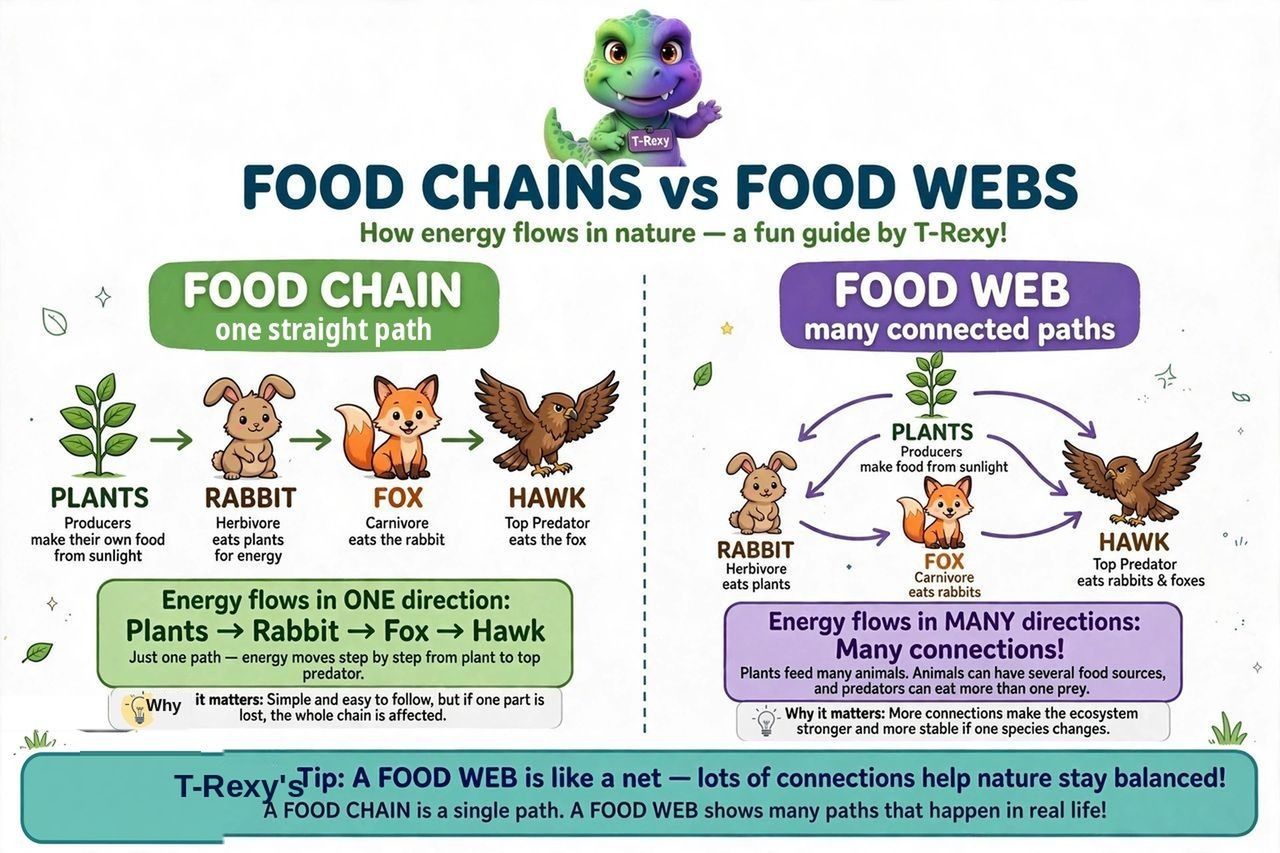 T-Rexy
FOOD CHAINS vs FOOD WEBS
How energy flows in nature — a fun guide by T-Rexy!
FOOD CHAIN
one straight path
PLANTS
Producers
make their own food
from sunlight
RABBIT
Herbivore
eats plants
for energy
FOX
Carnivore
eats the rabbit
HAWK
Top Predator
eats the fox
Energy flows in ONE direction:
Plants → Rabbit → Fox → Hawk
Just one path — energy moves step by step from plant to top
predator.
Why it matters: Simple and easy to follow, but if one part is
lost, the whole chain is affected.
FOOD WEB
many connected paths
PLANTS
Producers
make food from sunlight
RABBIT
Herbivore
eats plants
FOX
Carnivore
eats rabbits
HAWK
Top Predator
eats rabbits & foxes
Energy flows in MANY directions:
Many connections!
Plants feed many animals. Animals can have several food sources,
and predators can eat more than one prey.
Why it matters: More connections make the ecosystem
stronger and more stable if one species changes.
T-Rexy's Tip: A FOOD WEB is like a net — lots of connections help nature stay balanced!
A FOOD CHAIN is a single path. A FOOD WEB shows many paths that happen in real life!